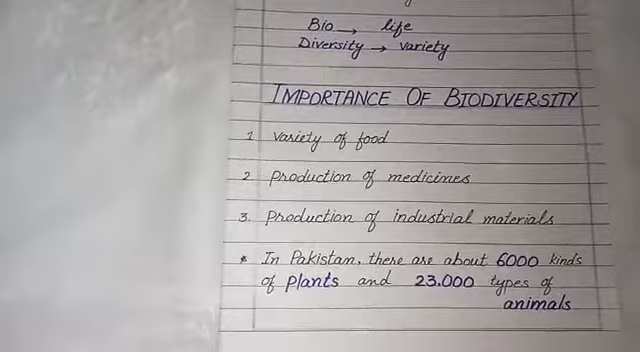 Bio → life
Diversity → variety
IMPORTANCE OF BIODIVERSITY
1 Variety of food
2 Production of medicines
3. Production of industrial materials
* In Pakistan, there are about 6000 kinds
of plants and 23,000 types of
animals